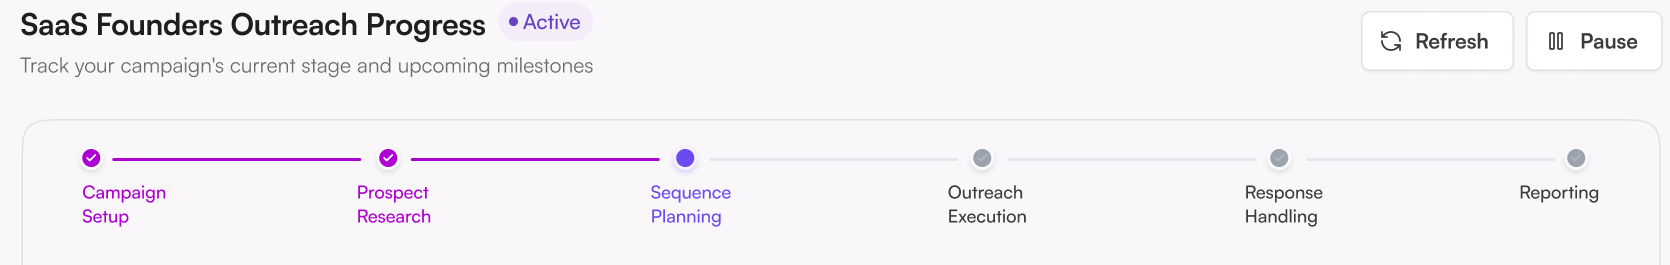 SaaS Founders Outreach Progress
Active
Refresh
Pause
Track your campaign's current stage and upcoming milestones
Campaign
Setup
Prospect
Research
Sequence
Planning
Outreach
Execution
Response
Handling
Reporting